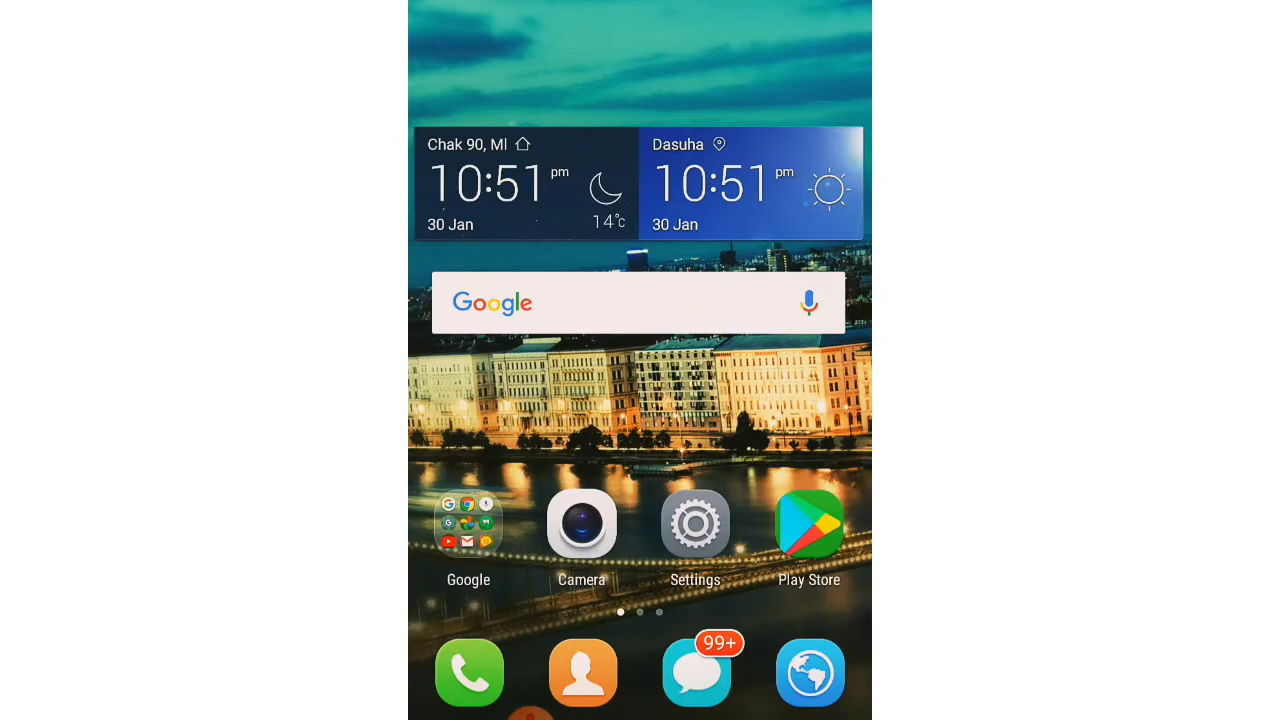 Chak 90, Ml
10:51 pm
14°c
30 Jan
Dasuha
10:51 pm
30 Jan
Google
Google
Camera
Settings
Play Store
99+